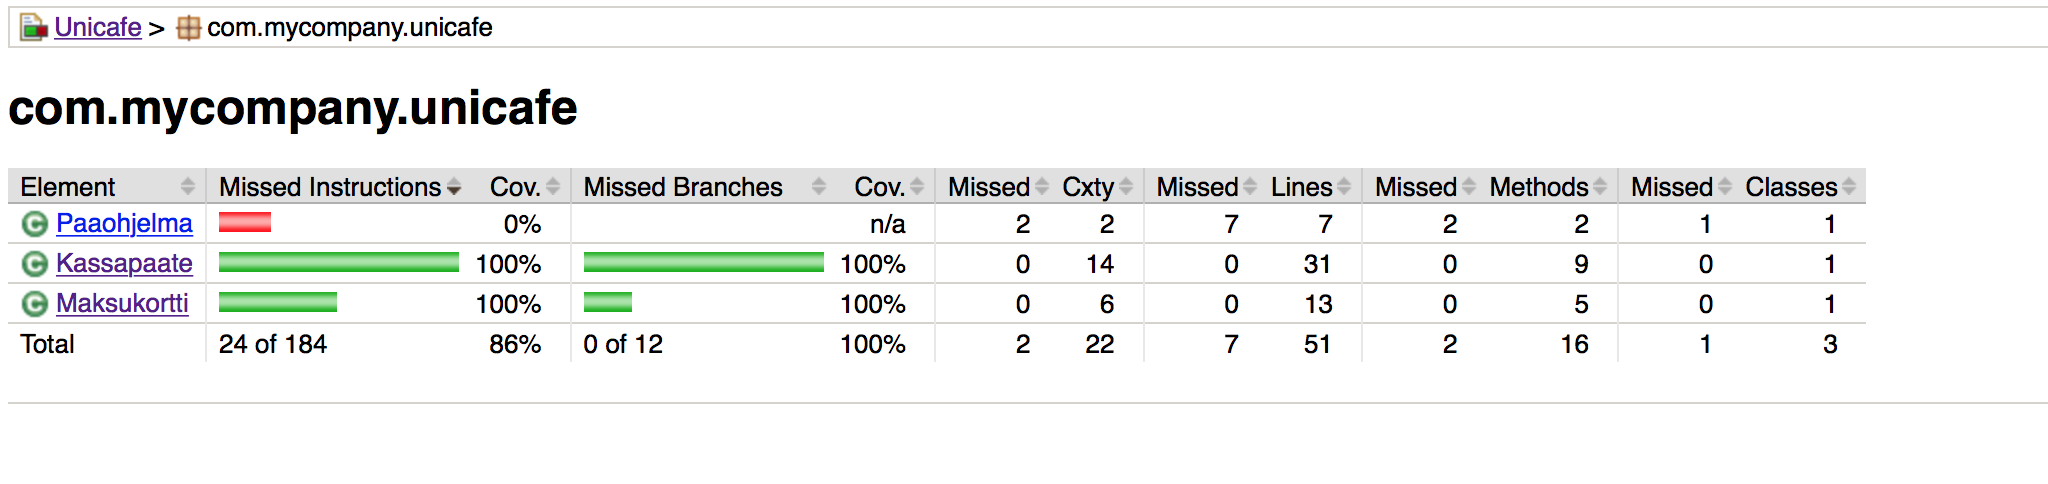 Unicafe > com.mycompany.unicafe
com.mycompany.unicafe
Element Missed Instructions Cov. Missed Branches Cov. Missed Cxty Missed Lines Missed Methods Missed Classes
Paaohjelma 0% n/a 2 2 7 7 2 2 1 1
Kassapaate 100% 100% 0 14 0 31 0 9 0 1
Maksukortti 100% 100% 0 6 0 13 0 5 0 1
Total 24 of 184 86% 0 of 12 100% 2 22 7 51 2 16 1 3